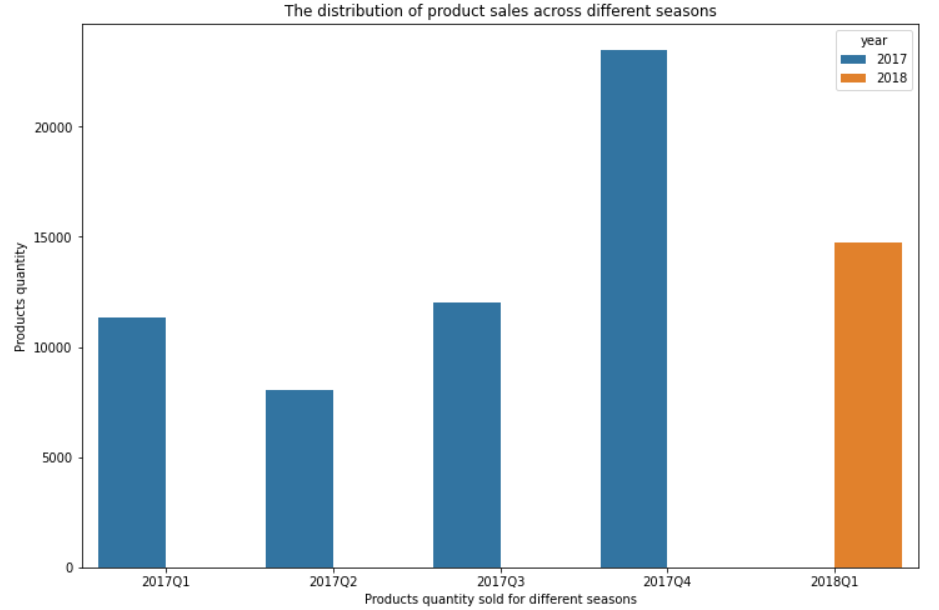 The distribution of product sales across different seasons
year
2017
2018
20000
15000
10000
5000
0
Products quantity
2017Q1 2017Q2 2017Q3 2017Q4 2018Q1
Products quantity sold for different seasons